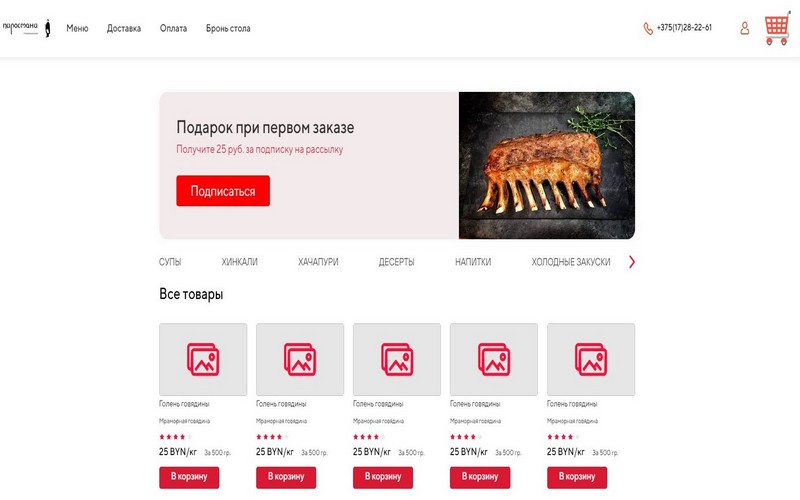 пиросмани
Меню Доставка Оплата Бронь стола
+375(17)28-22-61
Подарок при первом заказе
Получите 25 руб. за подписку на рассылку
Подписаться
СУПЫ ХИНКАЛИ ХАЧАПУРИ ДЕСЕРТЫ НАПИТКИ ХОЛОДНЫЕ ЗАКУСКИ
Все товары
Голень говядины Голень говядины Голень говядины Голень говядины Голень говядины
Мраморная говядина Мраморная говядина Мраморная говядина Мраморная говядина Мраморная говядина
25 BYN/кг За 500 гр. 25 BYN/кг За 500 гр. 25 BYN/кг За 500 гр. 25 BYN/кг За 500 гр. 25 BYN/кг За 500 гр.
В корзину В корзину В корзину В корзину В корзину